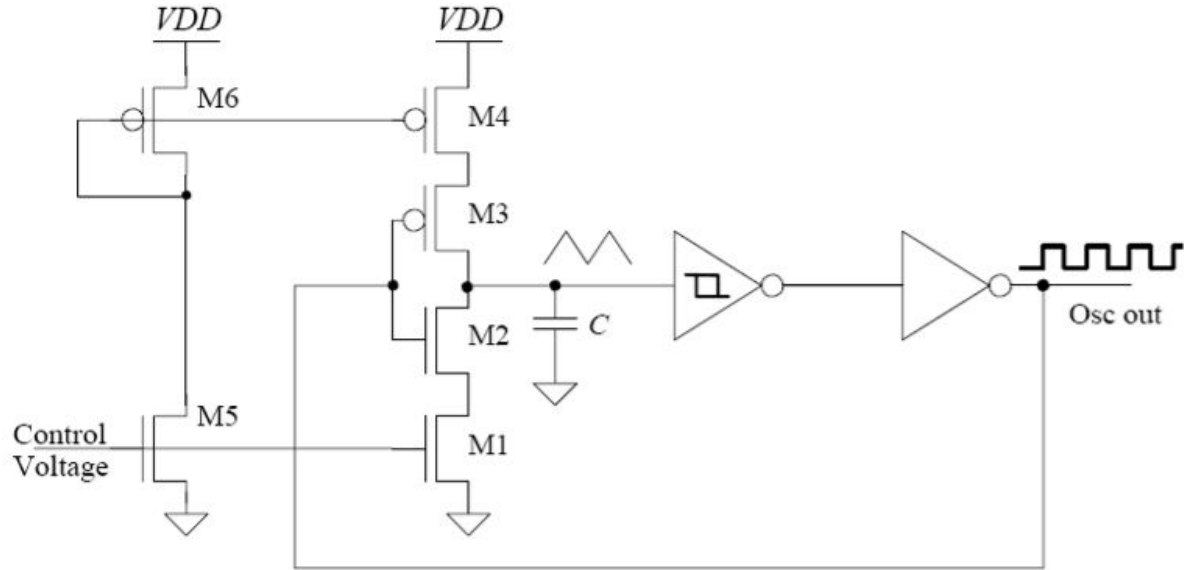 VDD
VDD
M6
M4
M3
C
M2
Osc out
M5
Control
Voltage
M1